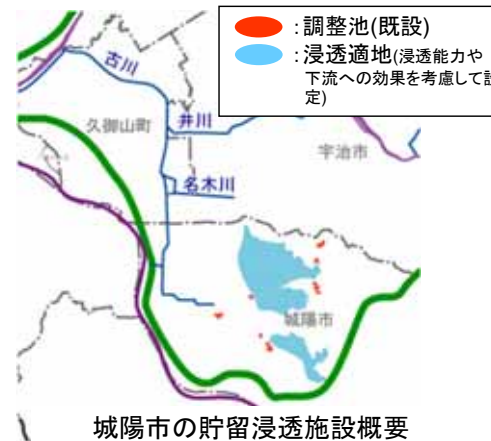 :調整池(既設)
:浸透適地(浸透能力や
下流への効果を考慮して設
定)
古川
久御山町
井川
宇治市
名木川
城陽市
城陽市の貯留浸透施設概要